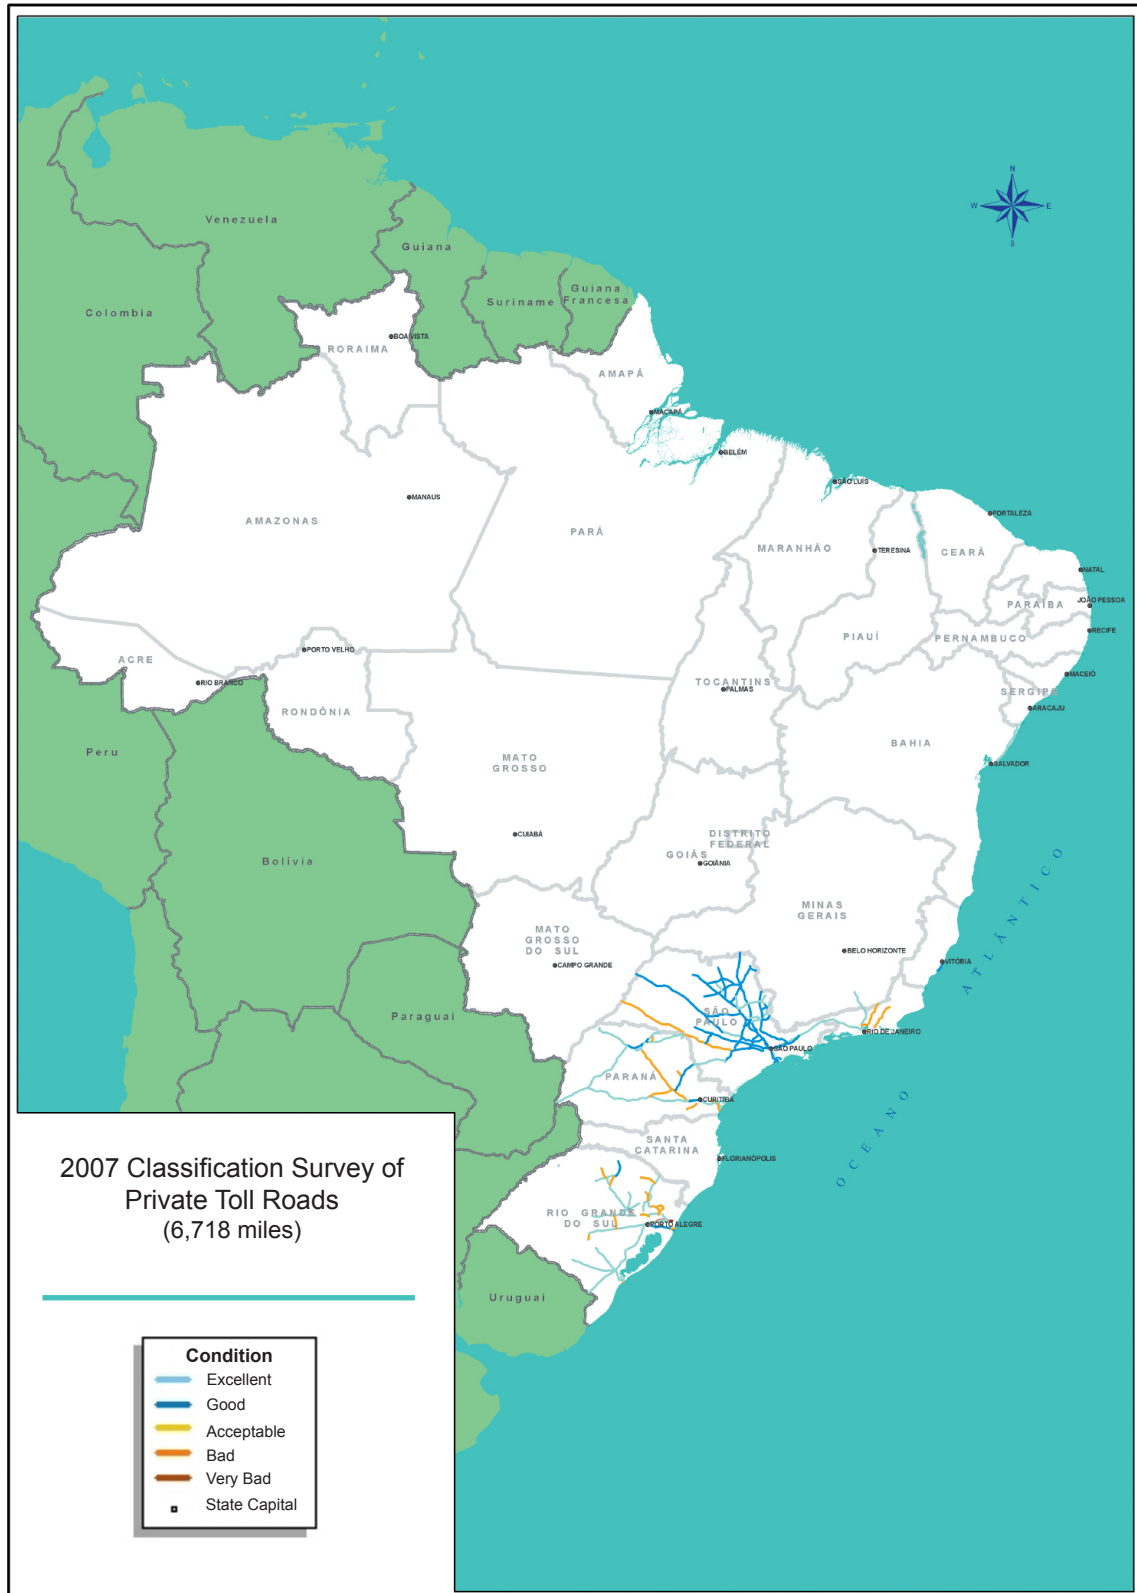 N
W
E
S
Venezuela
Guiana
Suriname
Guiana
Francesa
Colombia
BOA VISTA
RORAIMA
AMAPÁ
MACAPÁ
BELÉM
SÃO LUIS
MANAUS
AMAZONAS
PARÁ
FORTALEZA
MARANHÃO
TERESINA
CEARÁ
NATAL
JOÃO PESSOA
PARAÍBA
RECIFE
PIAUÍ
PERNAMBUCO
PORTO VELHO
ACRE
RIO BRANCO
MACEIÓ
TOCANTINS
PALMAS
SERGIPE
ARACAJU
RONDÔNIA
BAHIA
Peru
MATO
GROSSO
SALVADOR
CUIABÁ
DISTRITO
FEDERAL
GOIÁS
GOIÂNIA
Bolívia
MINAS
GERAIS
MATO
GROSSO
DO SUL
CAMPO GRANDE
BELO HORIZONTE
VITÓRIA
OCEANO ATLÂNTICO
Paraguai
SÃO
PAULO
RIO DE JANEIRO
SÃO PAULO
PARANÁ
CURITIBA
SANTA
CATARINA
FLORIANÓPOLIS
RIO GRANDE
DO SUL
PORTO ALEGRE
Uruguai
2007 Classification Survey of
Private Toll Roads
(6,718 miles)
Condition
Excellent
Good
Acceptable
Bad
Very Bad
State Capital